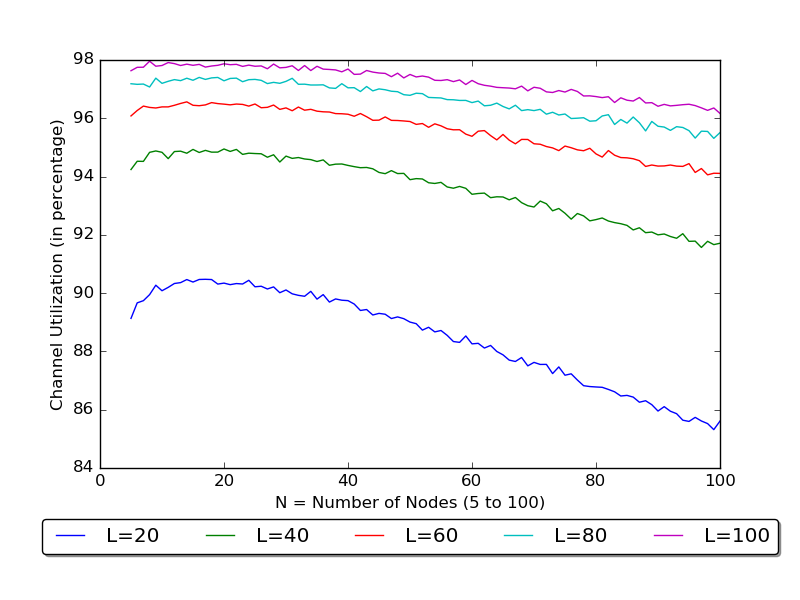 98
96
94
92
90
88
86
84
Channel Utilization (in percentage)
0 20 40 60 80 100
N = Number of Nodes (5 to 100)
L=20 L=40 L=60 L=80 L=100